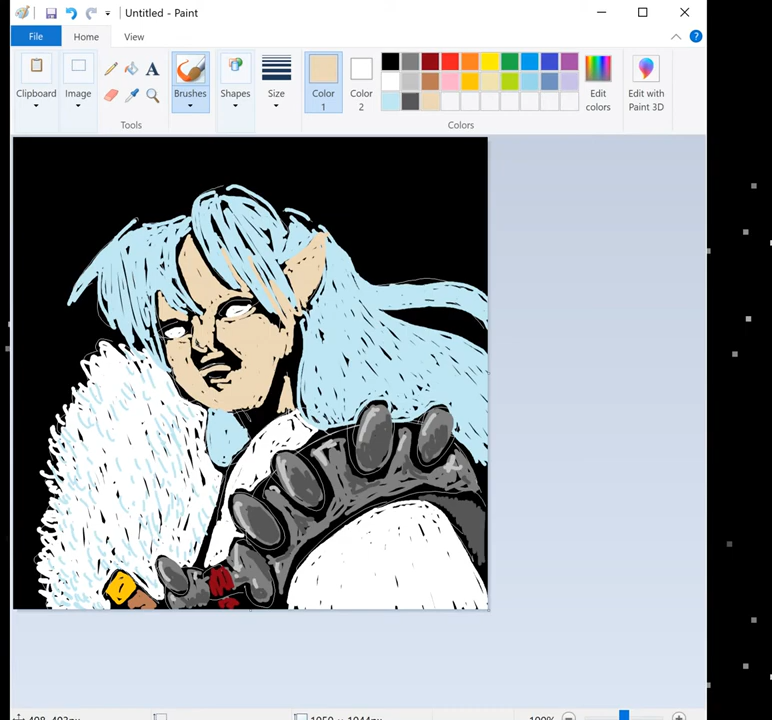 Untitled - Paint
File
Home
View
Clipboard
Image
A
Tools
Brushes
Shapes
Size
Color
1
Color
2
Colors
Edit
colors
Edit with
Paint 3D
100%